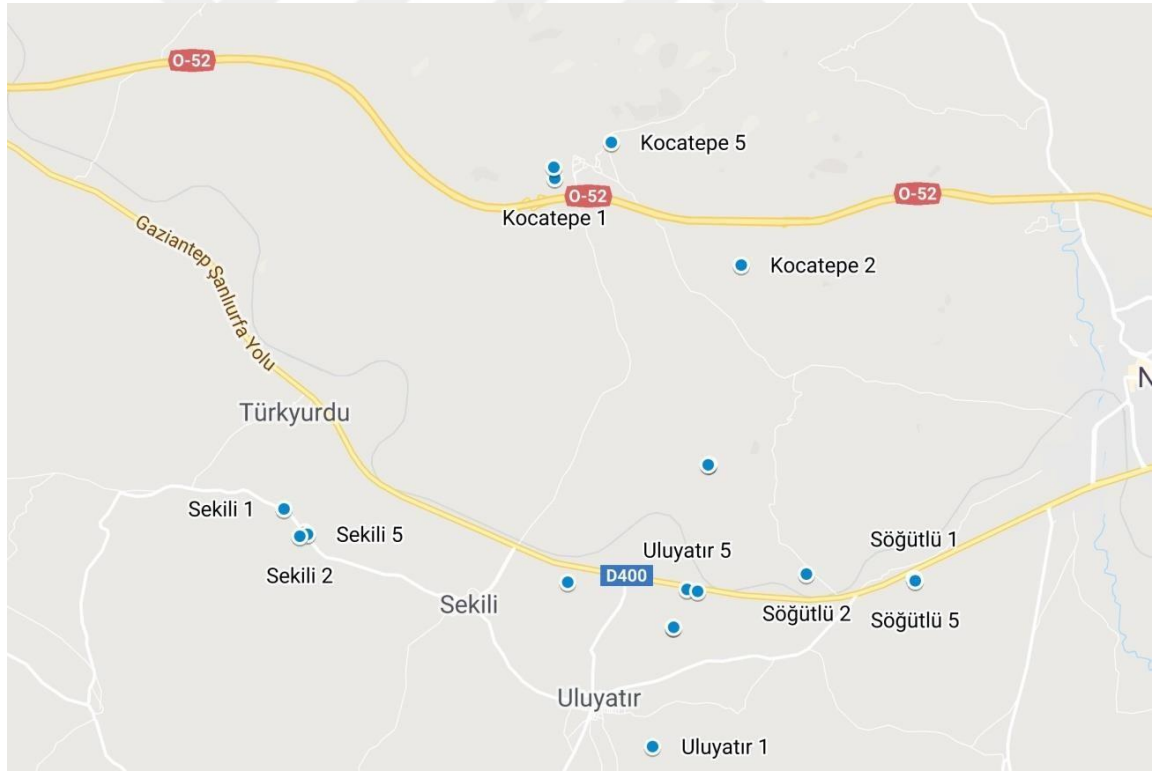 O-52
Kocatepe 5
O-52
O-52
Kocatepe 1
Gaziantep Şanlıurfa Yolu
Kocatepe 2
N
Türkyurdu
Sekili 1
Sekili 5
Söğütlü 1
Uluyatır 5
Sekili 2
D400
Sekili
Söğütlü 2
Söğütlü 5
Uluyatır
Uluyatır 1